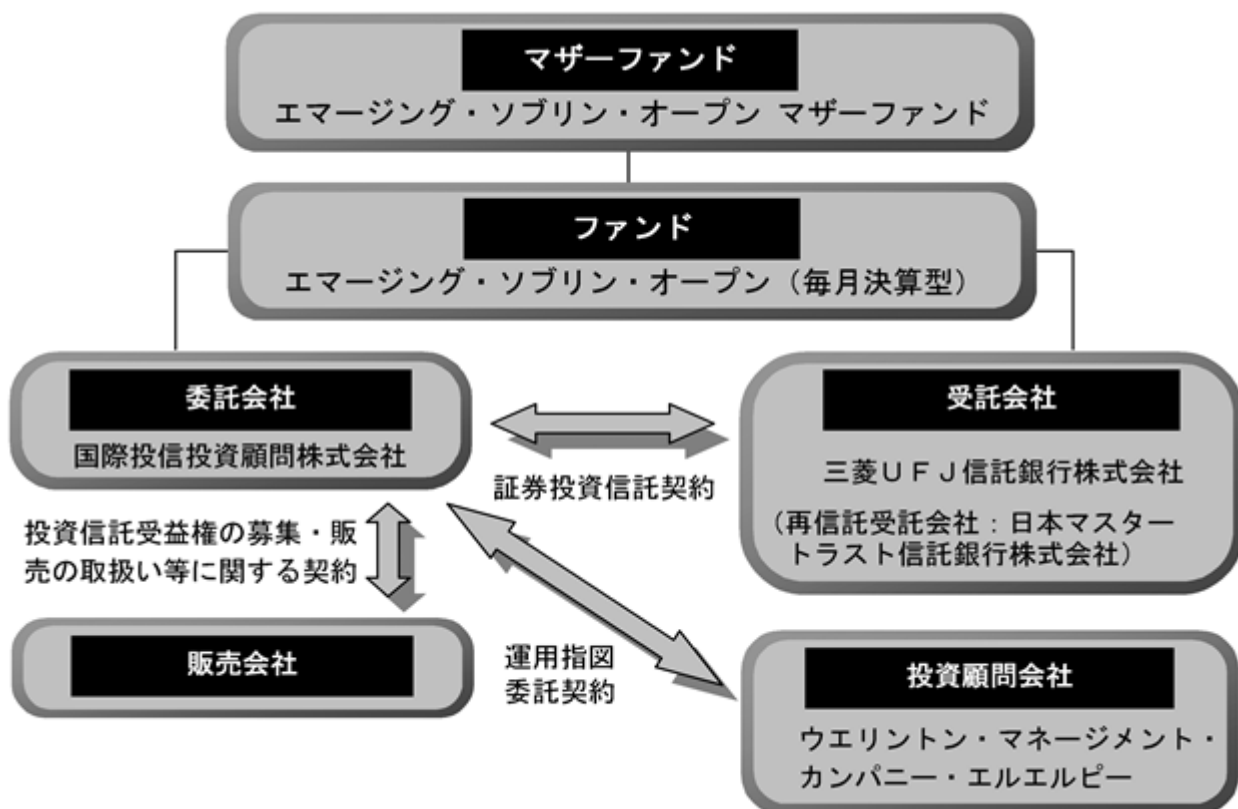 マザーファンド
エマージング・ソブリン・オープン マザーファンド
ファンド
エマージング・ソブリン・オープン（毎月決算型）
委託会社
国際投信投資顧問株式会社
証券投資信託契約
受託会社
三菱ＵＦＪ信託銀行株式会社
（再信託受託会社：日本マスター
トラスト信託銀行株式会社）
投資信託受益権の募集・販
売の取扱い等に関する契約
販売会社
運用指図
委託契約
投資顧問会社
ウエリントン・マネージメント・
カンパニー・エルエルピー